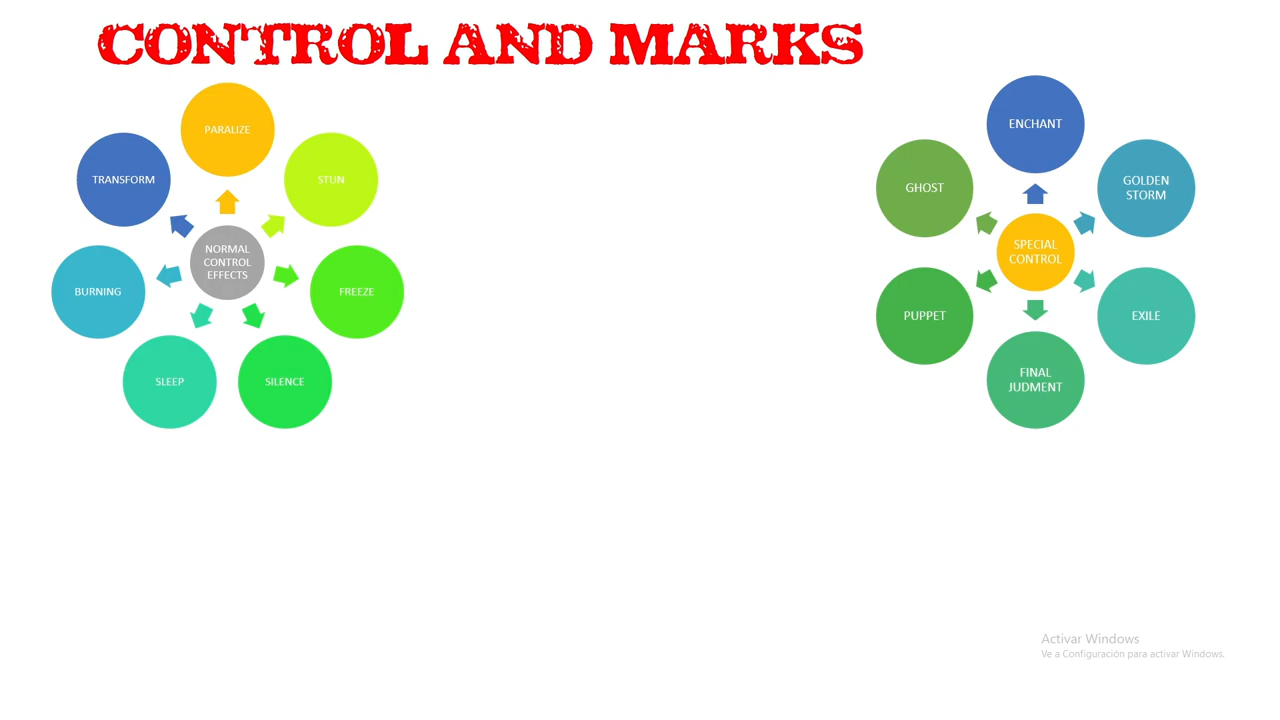 CONTROL AND MARKS
PARALIZE
TRANSFORM
STUN
NORMAL
CONTROL
EFFECTS
BURNING
FREEZE
SLEEP
SILENCE
ENCHANT
GHOST
GOLDEN
STORM
SPECIAL
CONTROL
PUPPET
EXILE
FINAL
JUDMENT
Activar Windows
Ve a Configuración para activar Windows.